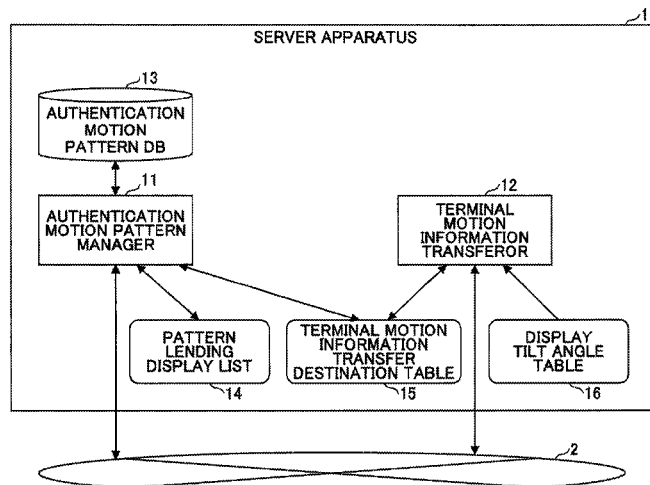 1
SERVER APPARATUS
13
AUTHENTICATION
MOTION
PATTERN DB
11
AUTHENTICATION
MOTION PATTERN
MANAGER
12
TERMINAL
MOTION
INFORMATION
TRANSFEROR
PATTERN
LENDING
DISPLAY LIST
14
TERMINAL MOTION
INFORMATION
TRANSFER
DESTINATION TABLE
15
DISPLAY
TILT ANGLE
TABLE
16
2